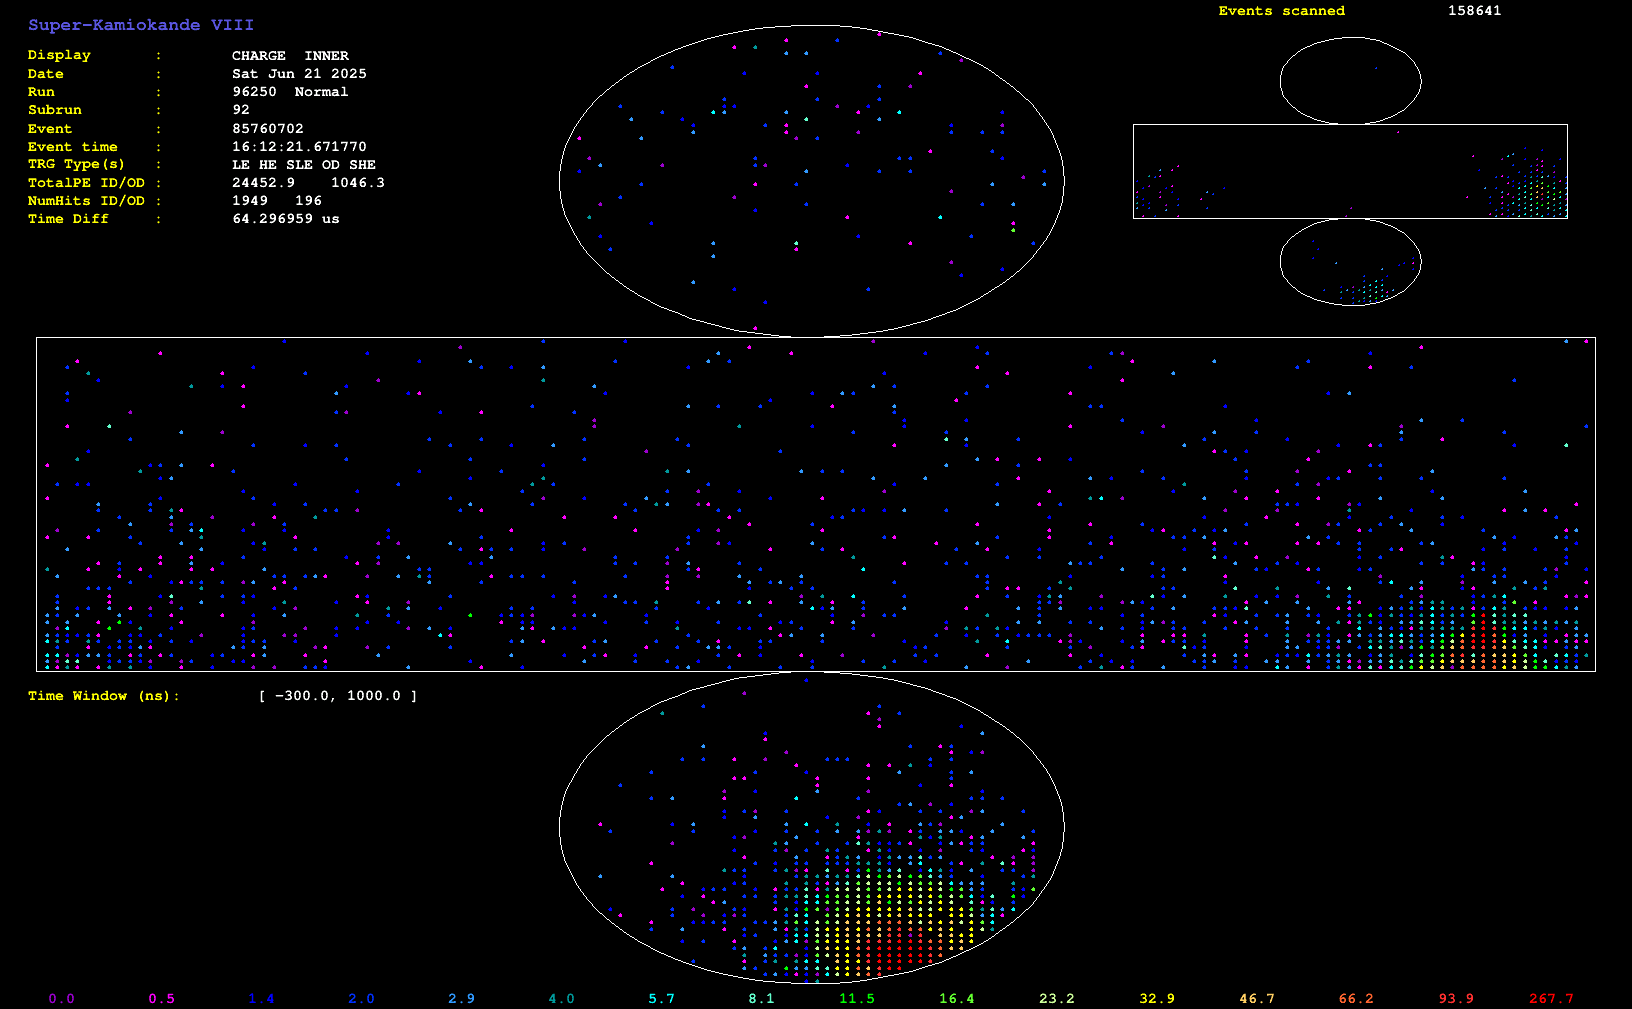 Super-Kamiokande VIII
Events scanned 158641
Display : CHARGE INNER
Date : Sat Jun 21 2025
Run : 96250 Normal
Subrun : 92
Event : 85760702
Event time : 16:12:21.671770
TRG Type(s) : LE HE SLE OD SHE
TotalPE ID/OD : 24452.9 1046.3
NumHits ID/OD : 1949 196
Time Diff : 64.296959 us
Time Window (ns): [ −300.0, 1000.0 ]
0.0 0.5 1.4 2.0 2.9 4.0 5.7 8.1 11.5 16.4 23.2 32.9 46.7 66.2 93.9 267.7